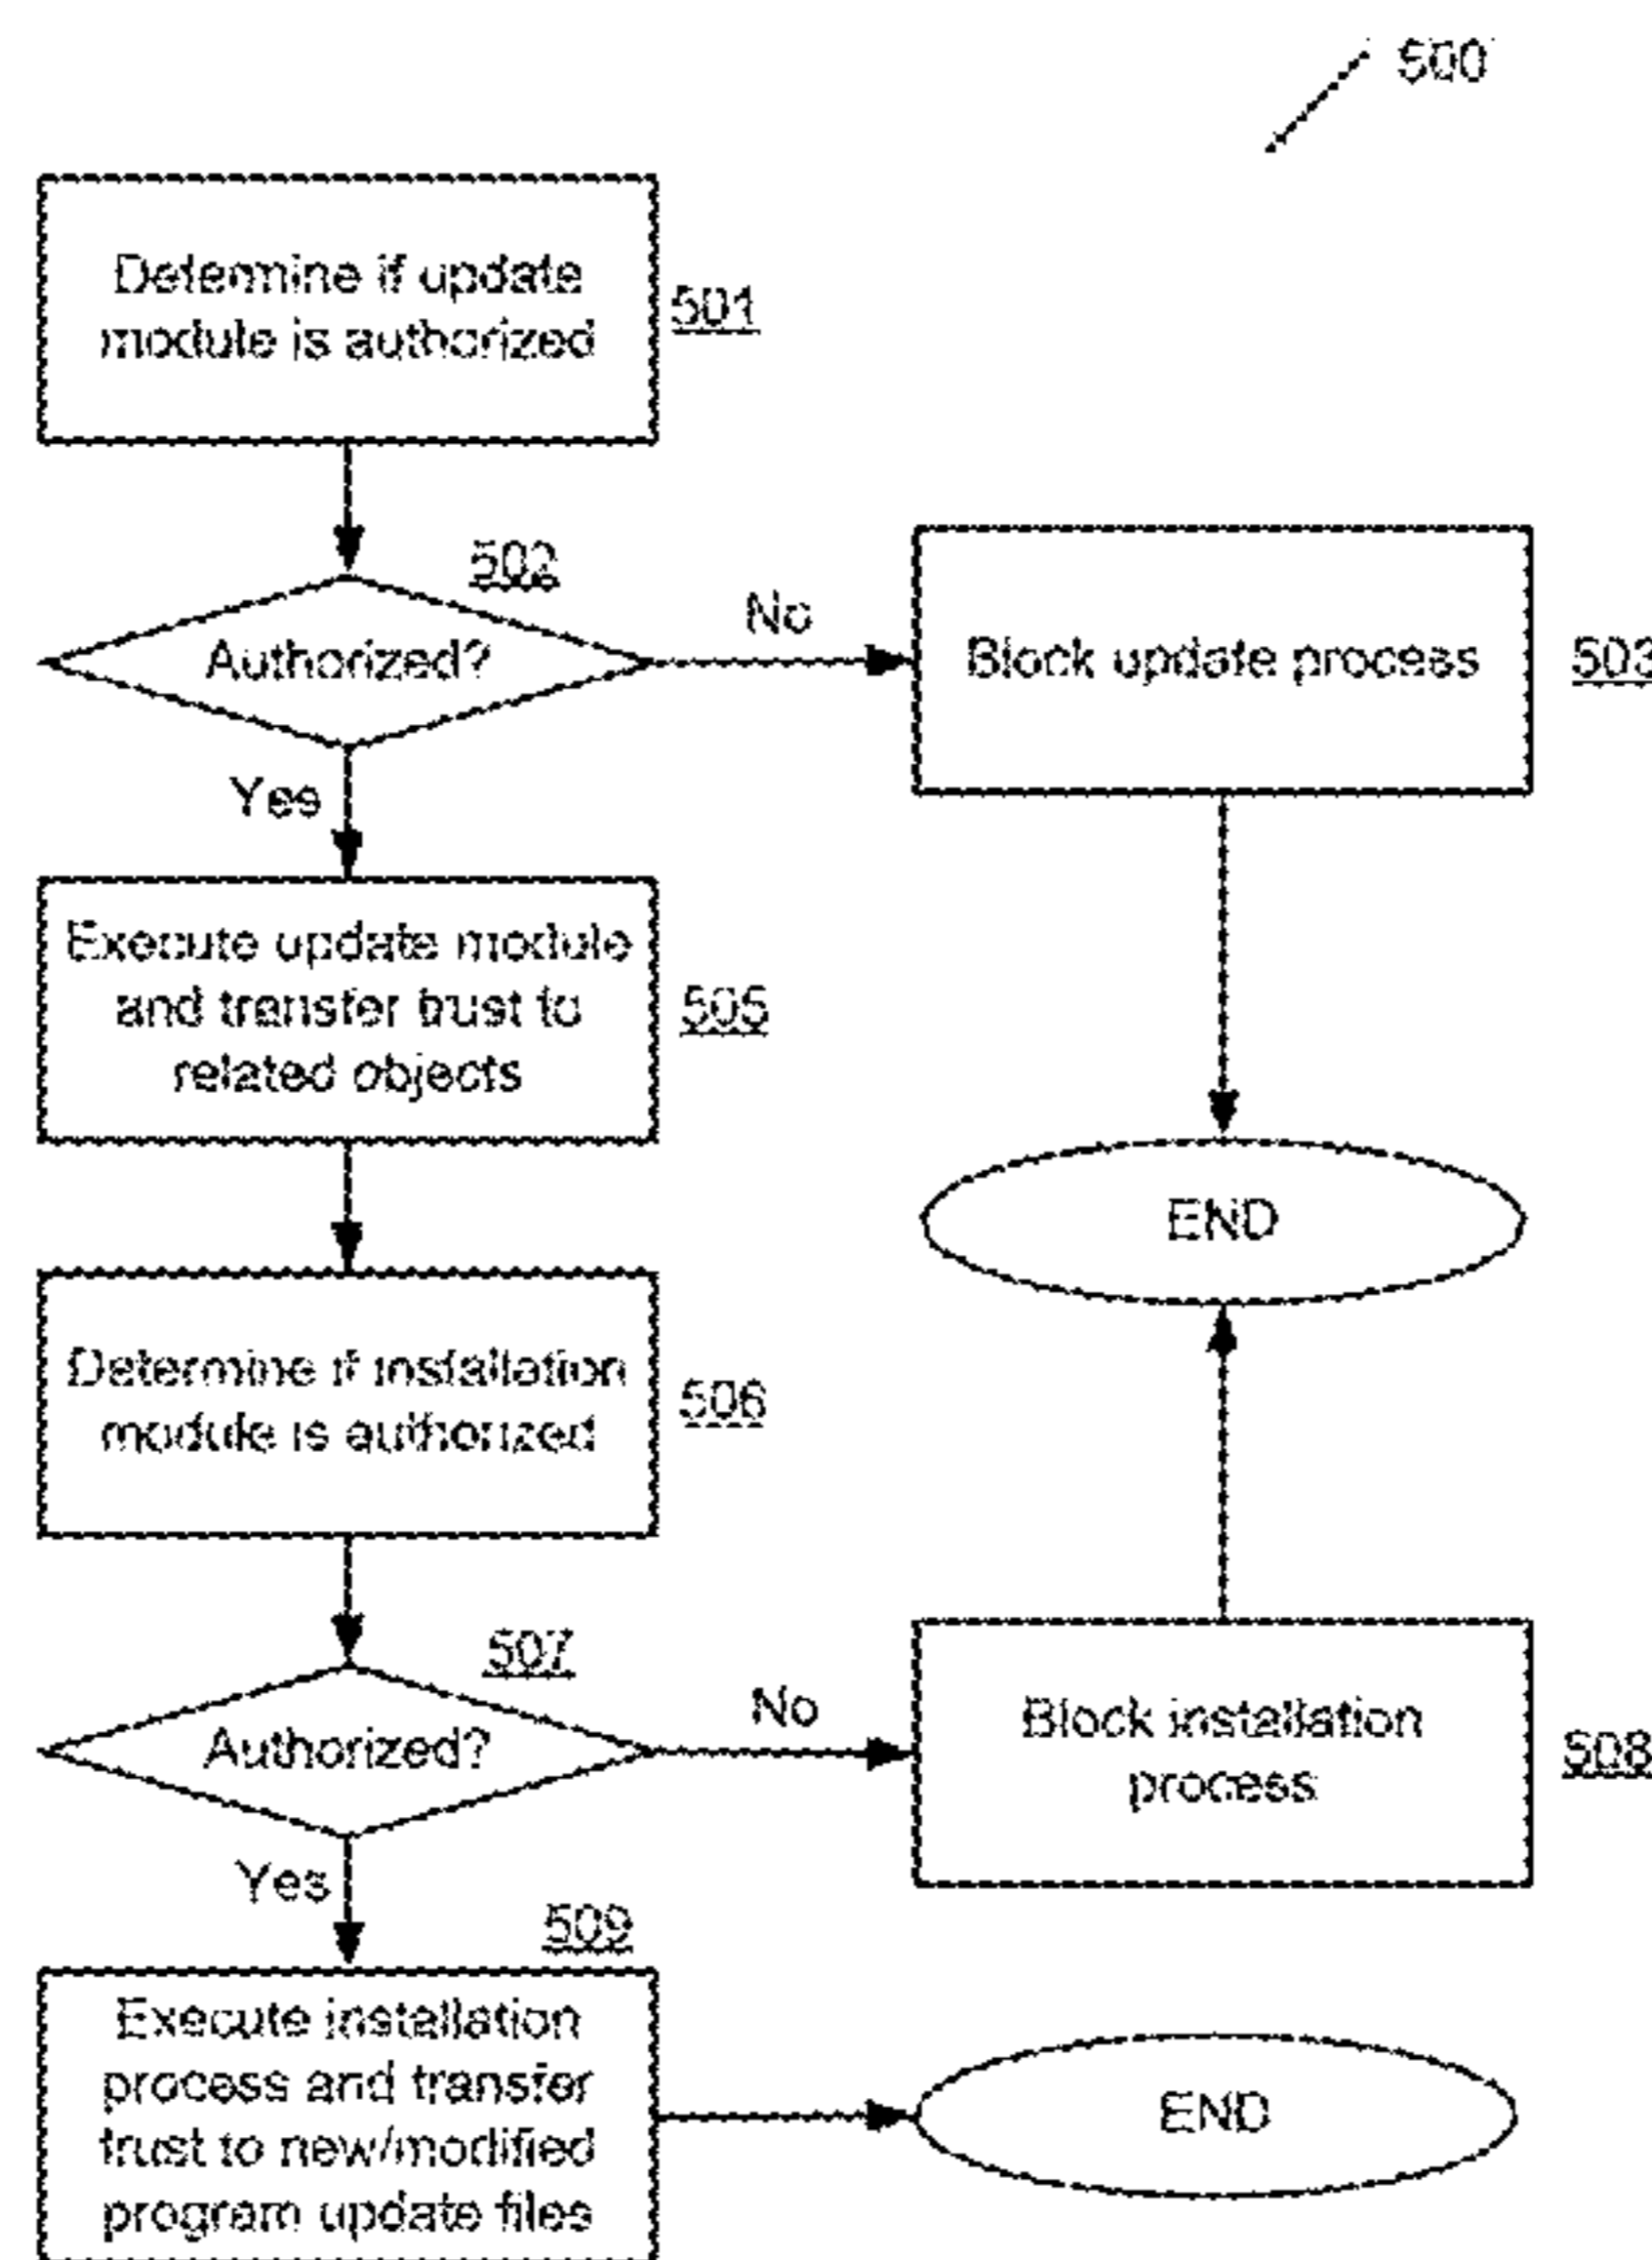 500
Determine if update
module is authorized
501
502
Authorized?
No
Block update process
503
Yes
Execute update module
and transfer trust to
related objects
505
END
Determine if installation
module is authorized
506
507
Authorized?
No
Block installation
process
508
Yes
509
Execute installation
process and transfer
trust to new/modified
program update files
END